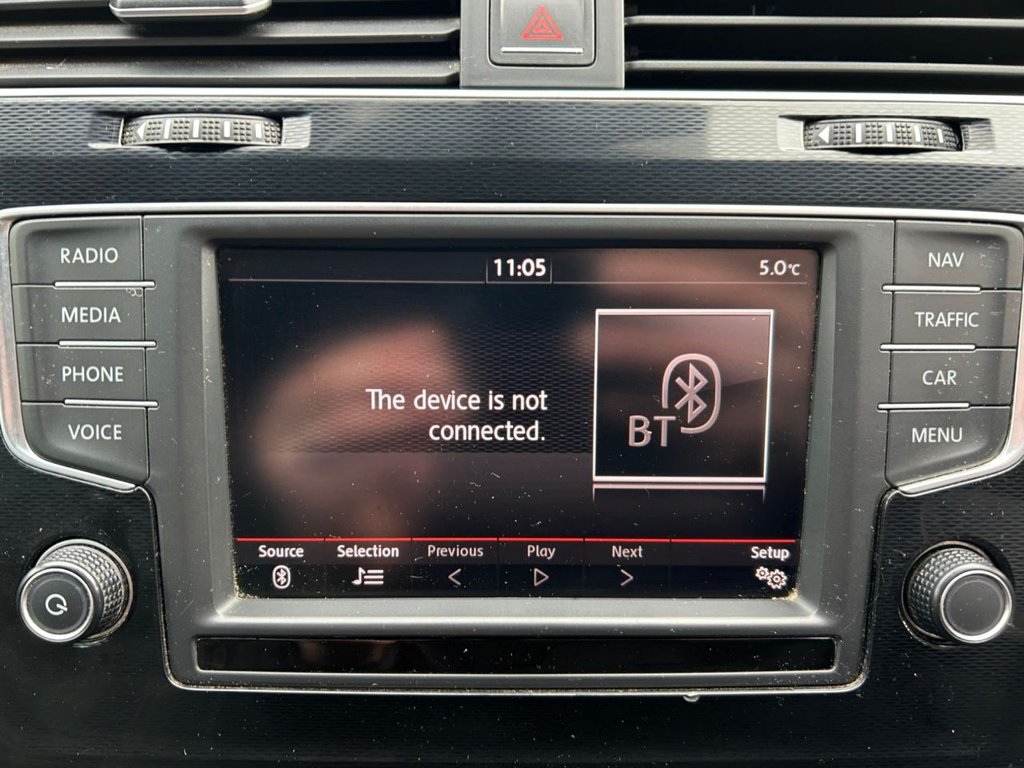 RADIO
MEDIA
PHONE
VOICE
11:05
5.0°C
The device is not
connected.
BT
Source
Selection
Previous
Play
Next
Setup
NAV
TRAFFIC
CAR
MENU